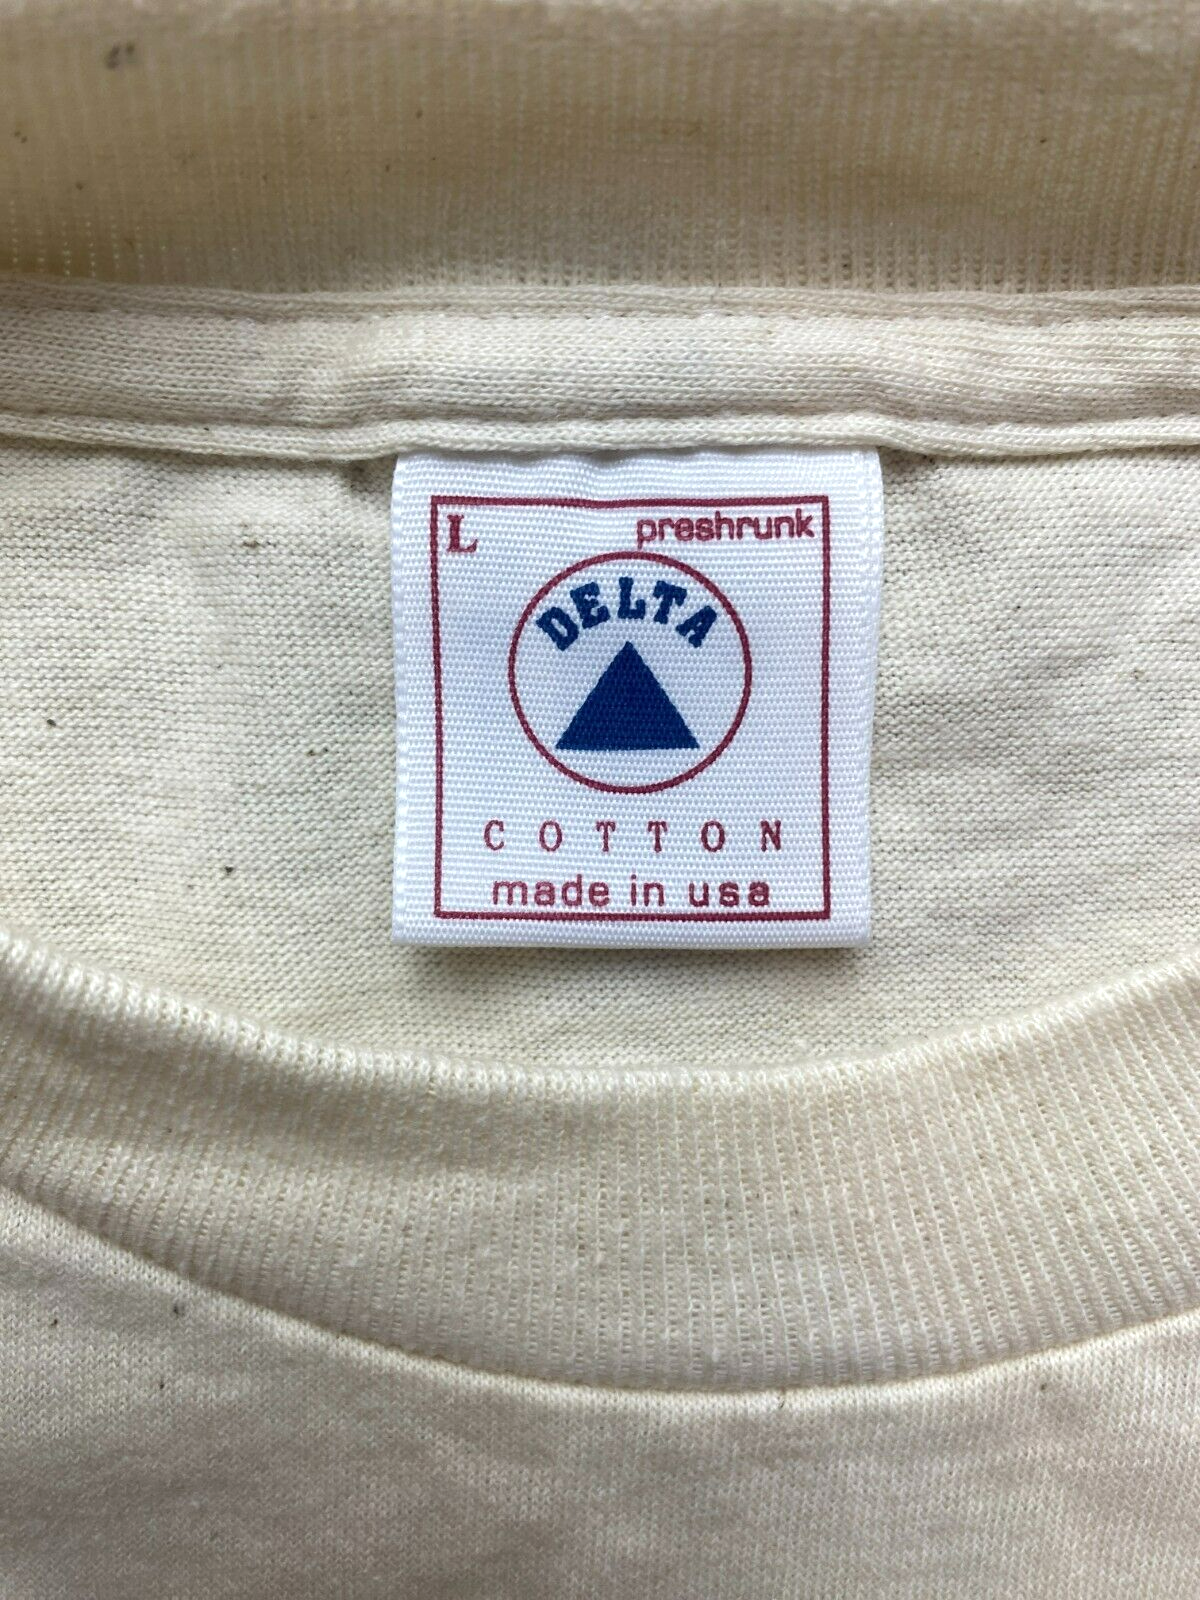 L preshrunk
DELTA
COTTON
made in usa